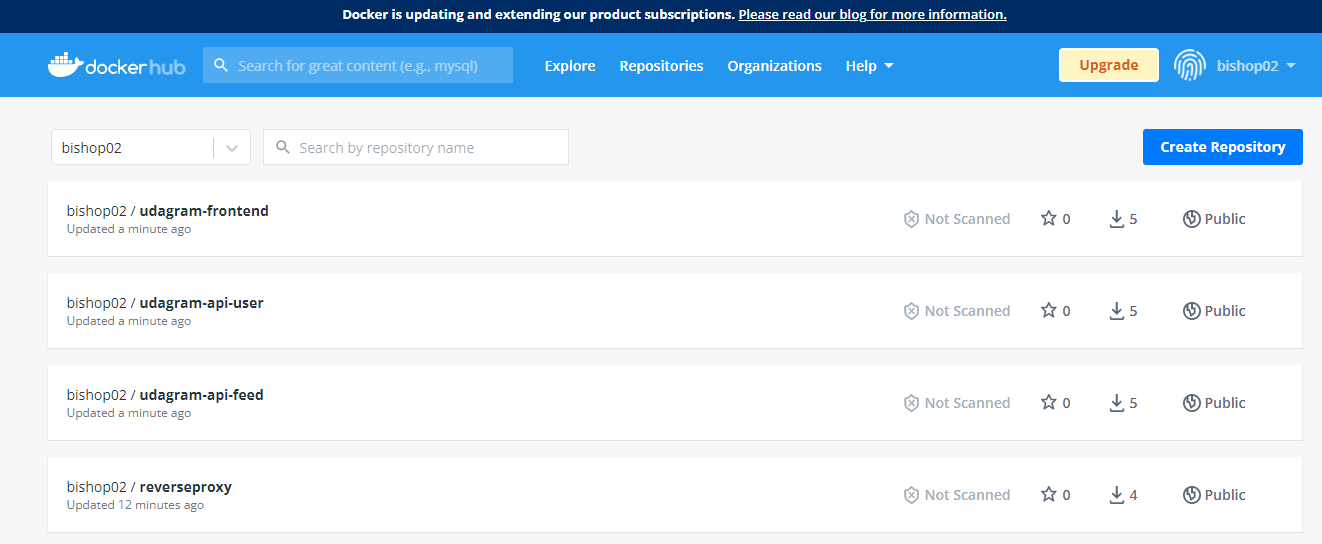 Docker is updating and extending our product subscriptions. Please read our blog for more information.
dockerhub Search for great content (e.g., mysql) Explore Repositories Organizations Help Upgrade bishop02
bishop02 Search by repository name Create Repository
bishop02 / udagram-frontend Not Scanned 0 5 Public
Updated a minute ago
bishop02 / udagram-api-user Not Scanned 0 5 Public
Updated a minute ago
bishop02 / udagram-api-feed Not Scanned 0 5 Public
Updated a minute ago
bishop02 / reverseproxy Not Scanned 0 4 Public
Updated 12 minutes ago